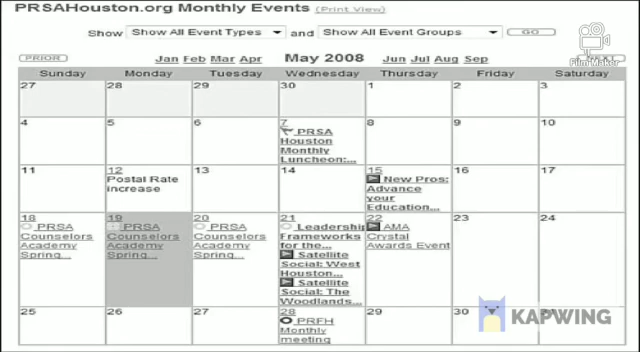 PRSAHouston.org Monthly Events (Print View)
Show Show All Event Types and Show All Event Groups GO
PRIOR Jan Feb Mar Apr May 2008 Jun Jul Aug Sep
Film Maker
Sunday Monday Tuesday Wednesday Thursday Friday Saturday
27 28 29 30 1 2 3
4 5 6 7 8 9 10
PRSA
Houston
Monthly
Luncheon:...
11 12 13 14 15 16 17
Postal Rate New Pros:
increase Advance
your
Education...
18 19 20 21 22 23 24
PRSA PRSA PRSA Leadership AMA
Counselors Counselors Counselors Frameworks Crystal
Academy Academy Academy for the... Awards Event
Spring... Spring... Spring... Satellite
Social: West
Houston...
Satellite
Social: The
Woodlands...
25 26 27 28 29 30
PRFH
Monthly
meeting
KAPWING